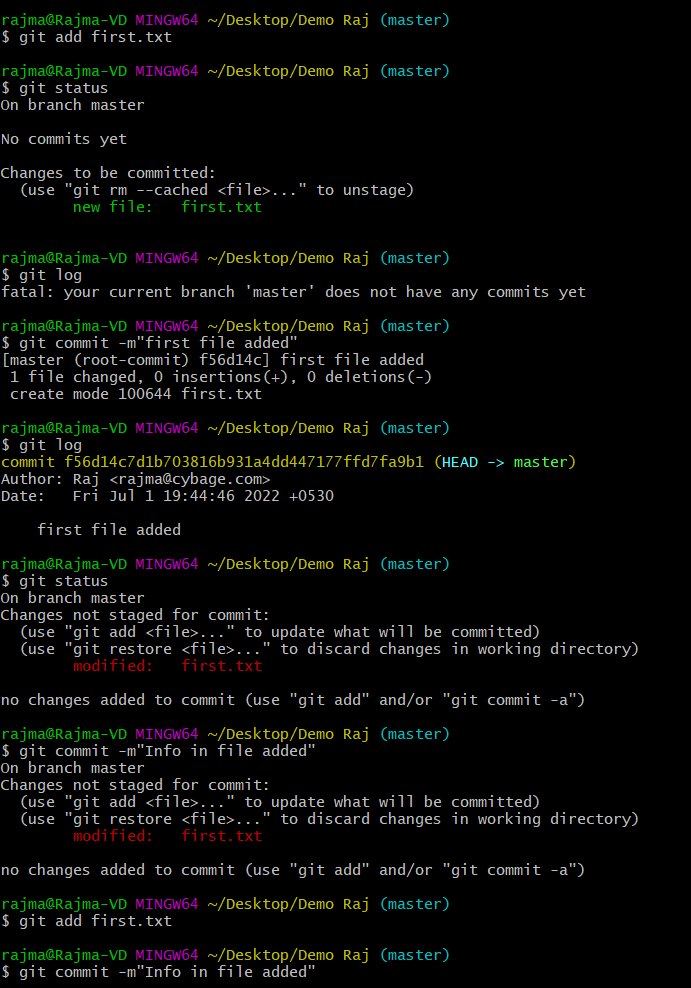 rajma@Rajma-VD MINGW64 ~/Desktop/Demo Raj (master)
$ git add first.txt
rajma@Rajma-VD MINGW64 ~/Desktop/Demo Raj (master)
$ git status
On branch master
No commits yet
Changes to be committed:
  (use "git rm --cached <file>..." to unstage)
        new file:   first.txt
rajma@Rajma-VD MINGW64 ~/Desktop/Demo Raj (master)
$ git log
fatal: your current branch 'master' does not have any commits yet
rajma@Rajma-VD MINGW64 ~/Desktop/Demo Raj (master)
$ git commit -m"first file added"
[master (root-commit) f56d14c] first file added
 1 file changed, 0 insertions(+), 0 deletions(-)
 create mode 100644 first.txt
rajma@Rajma-VD MINGW64 ~/Desktop/Demo Raj (master)
$ git log
commit f56d14c7d1b703816b931a4dd447177ffd7fa9b1 (HEAD -> master)
Author: Raj <rajma@cybage.com>
Date:   Fri Jul 1 19:44:46 2022 +0530
    first file added
rajma@Rajma-VD MINGW64 ~/Desktop/Demo Raj (master)
$ git status
On branch master
Changes not staged for commit:
  (use "git add <file>..." to update what will be committed)
  (use "git restore <file>..." to discard changes in working directory)
        modified:   first.txt
no changes added to commit (use "git add" and/or "git commit -a")
rajma@Rajma-VD MINGW64 ~/Desktop/Demo Raj (master)
$ git commit -m"Info in file added"
On branch master
Changes not staged for commit:
  (use "git add <file>..." to update what will be committed)
  (use "git restore <file>..." to discard changes in working directory)
        modified:   first.txt
no changes added to commit (use "git add" and/or "git commit -a")
rajma@Rajma-VD MINGW64 ~/Desktop/Demo Raj (master)
$ git add first.txt
rajma@Rajma-VD MINGW64 ~/Desktop/Demo Raj (master)
$ git commit -m"Info in file added"